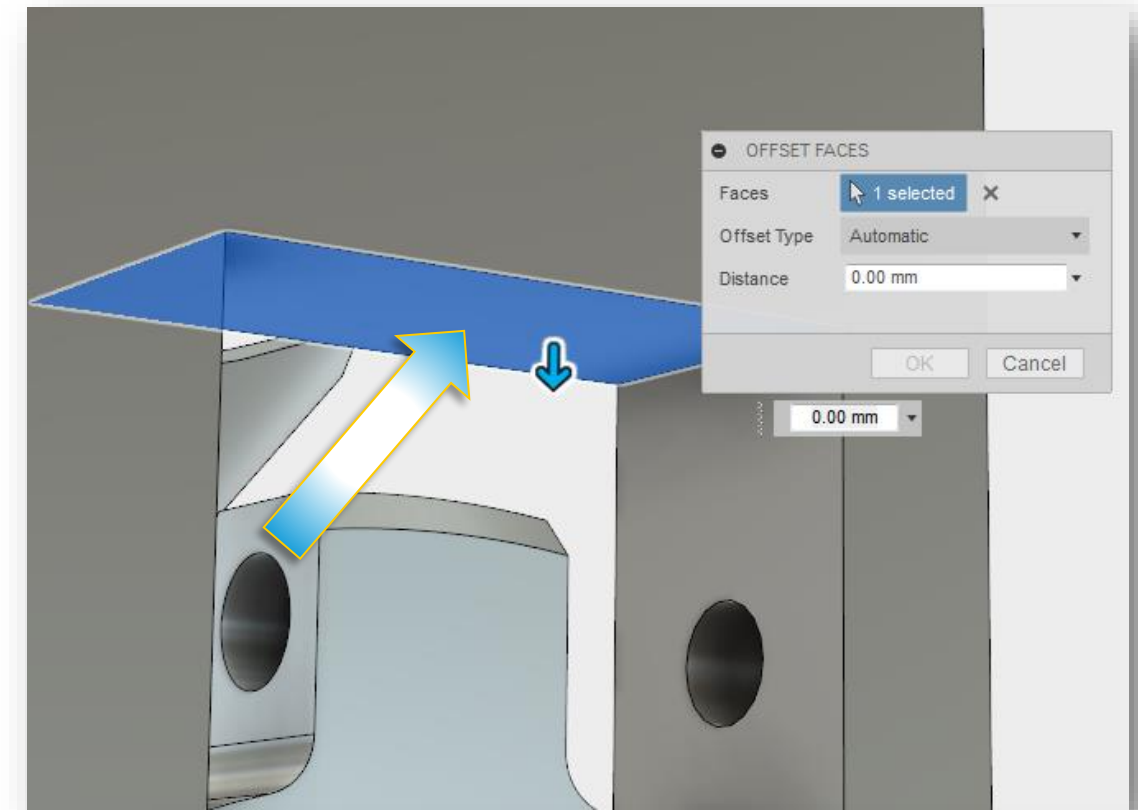 OFFSET FACES
Faces 1 selected
Offset Type Automatic
Distance 0.00 mm
OK Cancel
0.00 mm